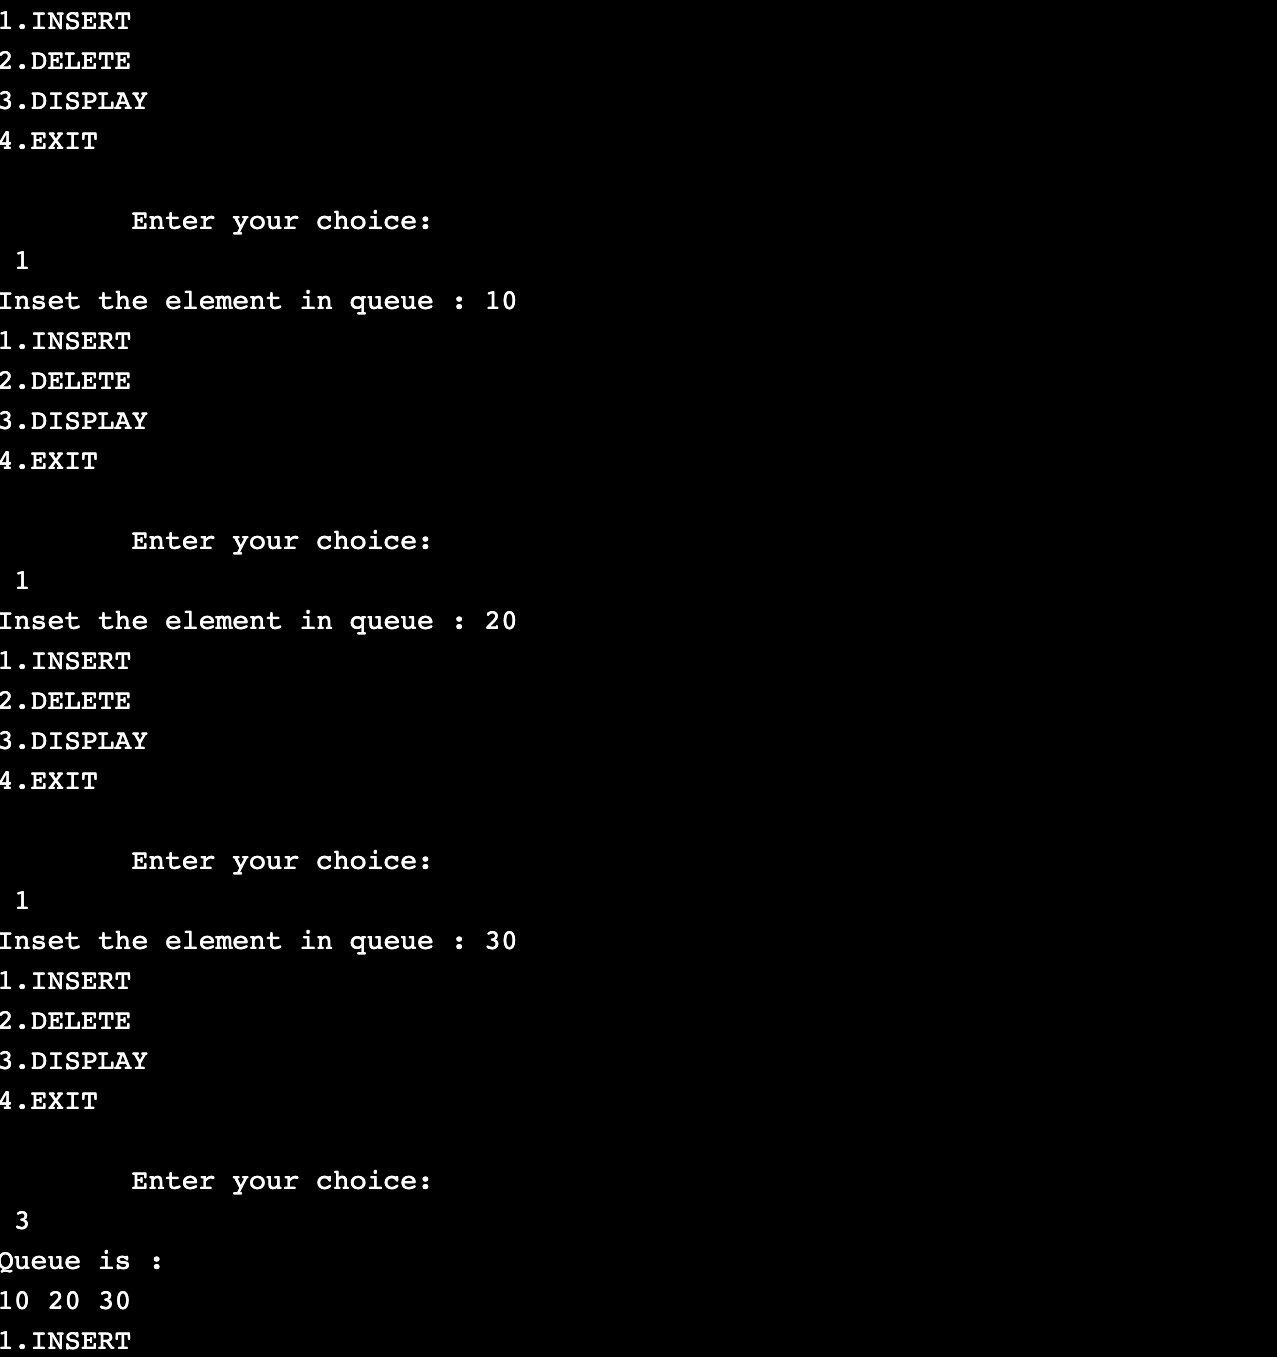 1.INSERT
2.DELETE
3.DISPLAY
4.EXIT
Enter your choice:
1
Inset the element in queue : 10
1.INSERT
2.DELETE
3.DISPLAY
4.EXIT
Enter your choice:
1
Inset the element in queue : 20
1.INSERT
2.DELETE
3.DISPLAY
4.EXIT
Enter your choice:
1
Inset the element in queue : 30
1.INSERT
2.DELETE
3.DISPLAY
4.EXIT
Enter your choice:
3
Queue is :
10 20 30
1.INSERT